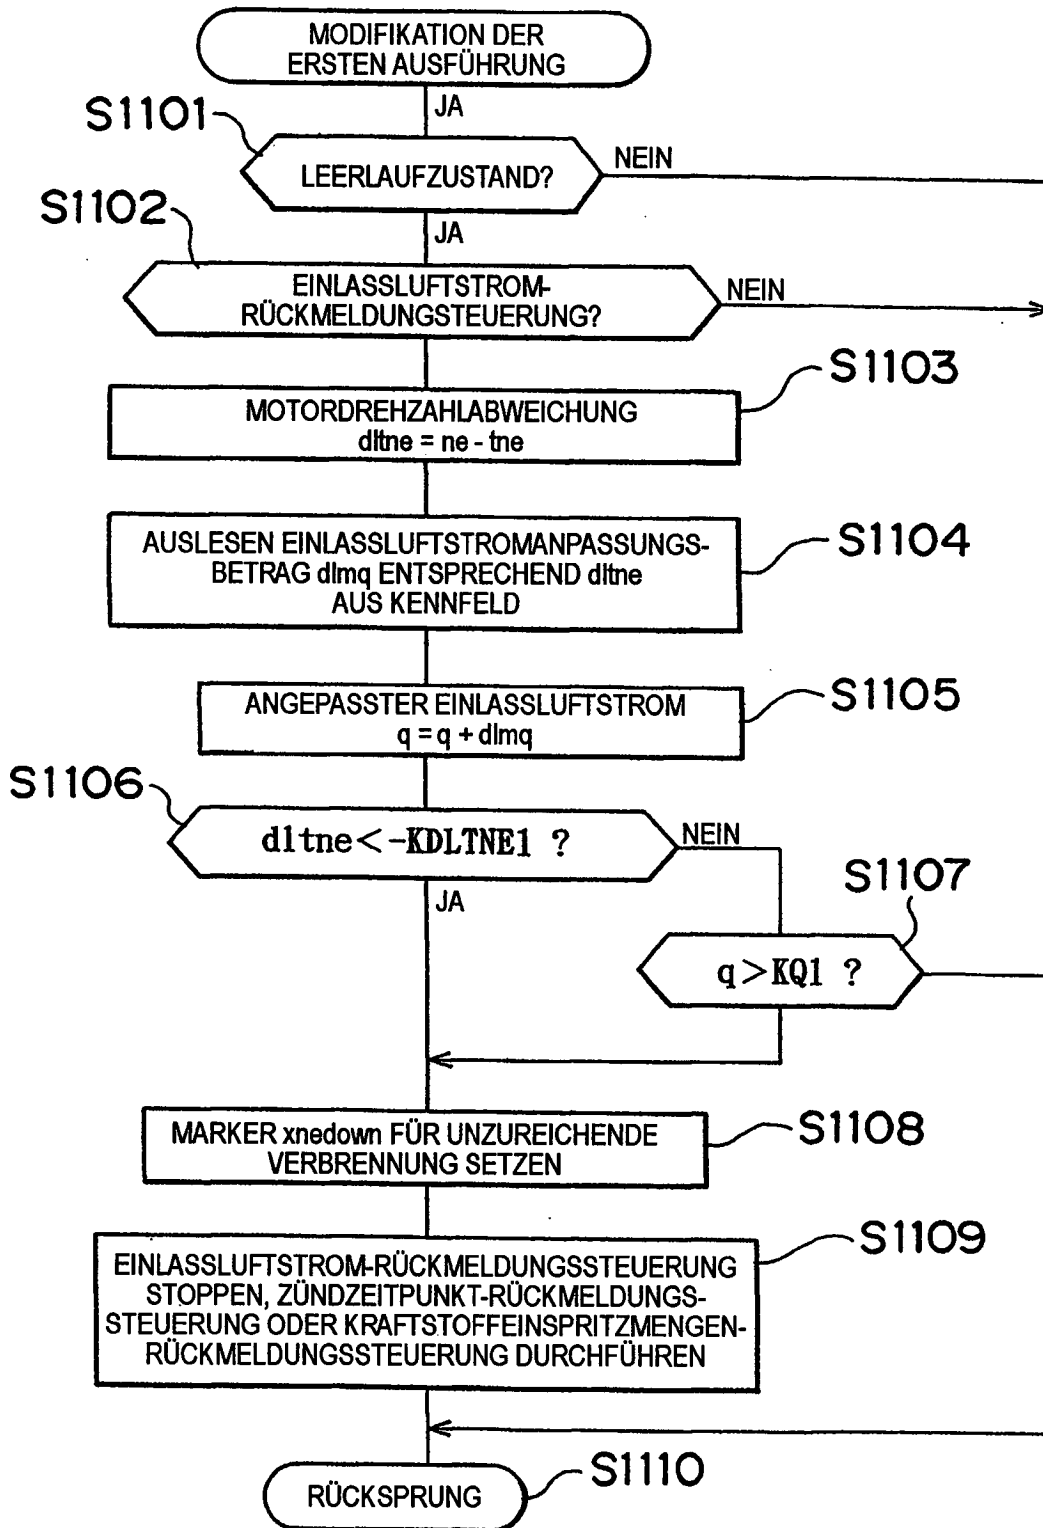 MODIFIKATION DER
ERSTEN AUSFÜHRUNG
JA
S1101
LEERLAUFZUSTAND?
NEIN
S1102
JA
EINLASSLUFTSTROM-
RÜCKMELDUNGSTEUERUNG?
NEIN
S1103
MOTORDREHZAHLABWEICHUNG
dltne = ne - tne
S1104
AUSLESEN EINLASSLUFTSTROMANPASSUNGS-
BETRAG dlmq ENTSPRECHEND dltne
AUS KENNFELD
S1105
ANGEPASSTER EINLASSLUFTSTROM
q = q + dlmq
S1106
dltne<-KDLTNE1 ?
NEIN
JA
S1107
q>KQ1 ?
S1108
MARKER xnedown FÜR UNZUREICHENDE
VERBRENNUNG SETZEN
S1109
EINLASSLUFTSTROM-RÜCKMELDUNGSSTEUERUNG
STOPPEN, ZÜNDZEITPUNKT-RÜCKMELDUNGS-
STEUERUNG ODER KRAFTSTOFFEINSPRITZMENGEN-
RÜCKMELDUNGSSTEUERUNG DURCHFÜHREN
S1110
RÜCKSPRUNG